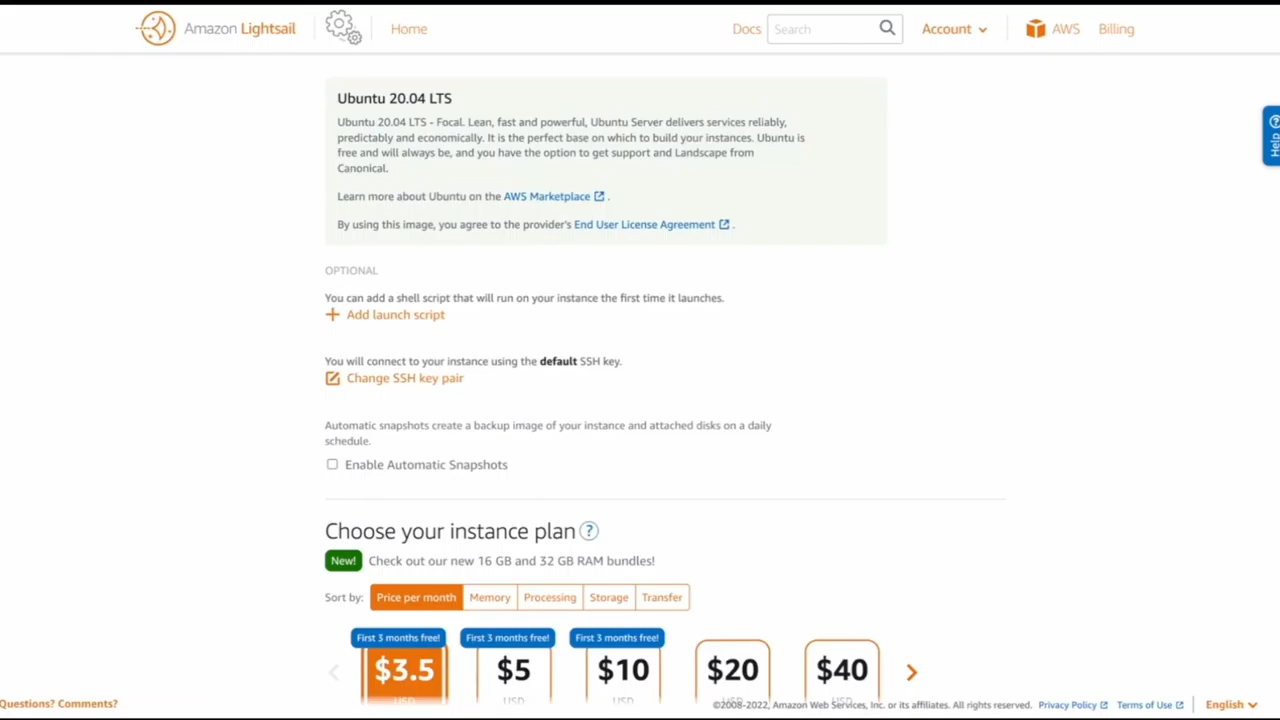 Amazon Lightsail Home Docs Search Account AWS Billing
Ubuntu 20.04 LTS
Ubuntu 20.04 LTS - Focal. Lean, fast and powerful, Ubuntu Server delivers services reliably,
predictably and economically. It is the perfect base on which to build your instances. Ubuntu is
free and will always be, and you have the option to get support and Landscape from
Canonical.
Learn more about Ubuntu on the AWS Marketplace .
By using this image, you agree to the provider's End User License Agreement .
Help
OPTIONAL
You can add a shell script that will run on your instance the first time it launches.
+ Add launch script
You will connect to your instance using the default SSH key.
Change SSH key pair
Automatic snapshots create a backup image of your instance and attached disks on a daily
schedule.
Enable Automatic Snapshots
Choose your instance plan ?
New! Check out our new 16 GB and 32 GB RAM bundles!
Sort by: Price per month Memory Processing Storage Transfer
First 3 months free! First 3 months free! First 3 months free!
$3.5 $5 $10 $20 $40
USD USD USD USD USD
Questions? Comments? ©2008-2022, Amazon Web Services, Inc. or its affiliates. All rights reserved. Privacy Policy Terms of Use English